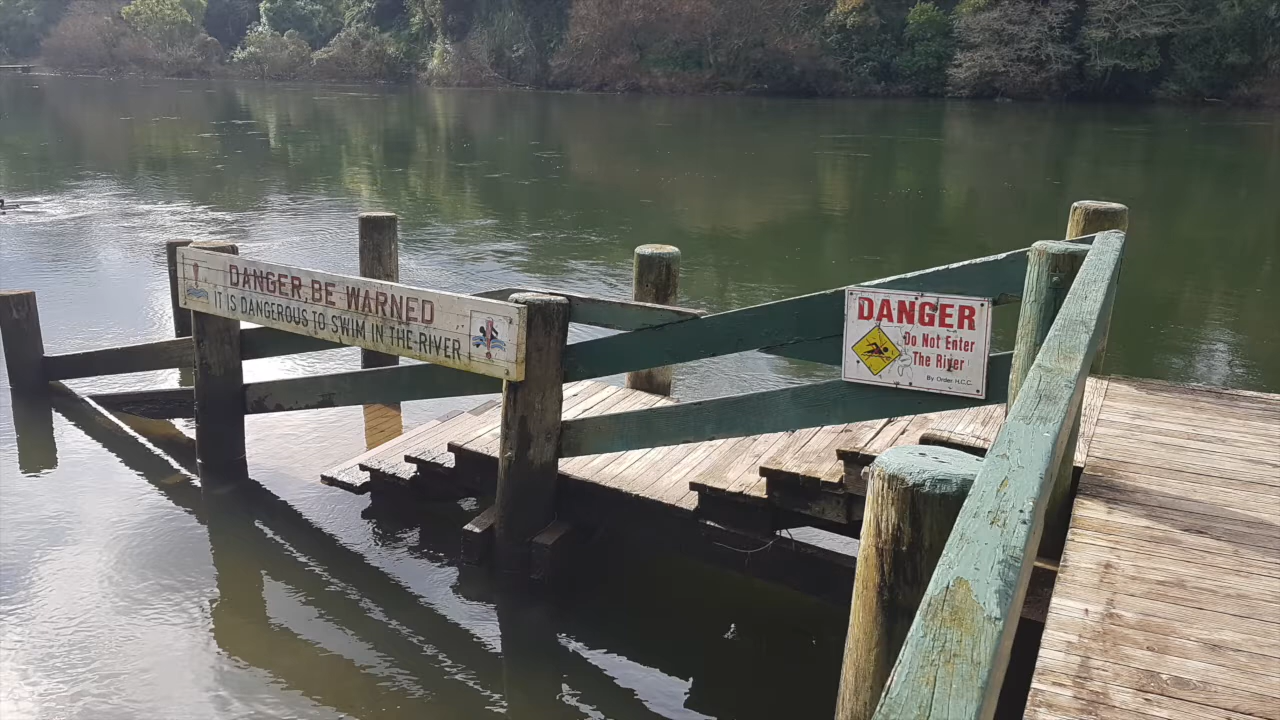 DANGER, BE WARNED
IT IS DANGEROUS TO SWIM IN THE RIVER
DANGER
Do Not Enter
The River
By Order H.C.C.